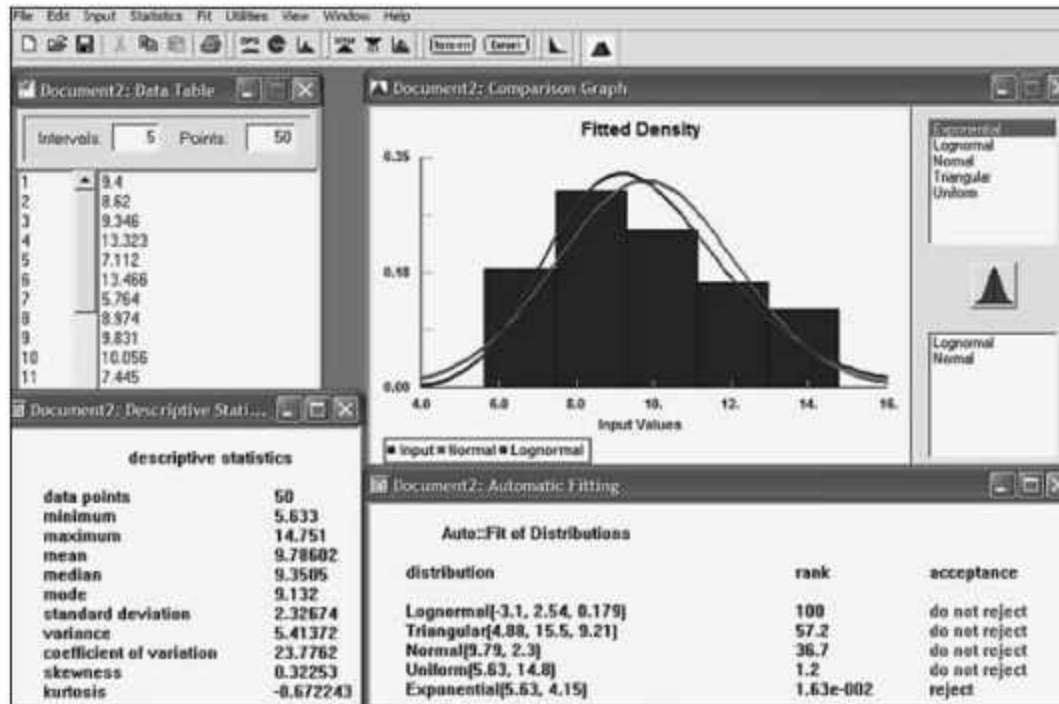 File Edit Input Statistics Fit Utilities View Window Help
Document2: Data Table
Intervals: 5 Points: 50
1 9.4
2 8.62
3 9.346
4 13.323
5 7.112
6 13.466
7 5.764
8 8.974
9 9.831
10 10.056
11 7.445
Document2: Comparison Graph
Fitted Density
0.35
0.18
0.00
4.0 6.0 8.0 10. 12. 14. 16.
Input Values
Input Normal Lognormal
Exponential
Lognormal
Normal
Triangular
Uniform
Lognormal
Normal
Document2: Descriptive Stati...
descriptive statistics
data points 50
minimum 5.633
maximum 14.751
mean 9.78602
median 9.3505
mode 9.132
standard deviation 2.32674
variance 5.41372
coefficient of variation 23.7762
skewness 0.32253
kurtosis -0.672243
Document2: Automatic Fitting
Auto::Fit of Distributions
distribution rank acceptance
Lognormal(-3.1, 2.54, 0.179) 100 do not reject
Triangular(4.88, 15.5, 9.21) 57.2 do not reject
Normal(9.79, 2.3) 36.7 do not reject
Uniform(5.63, 14.8) 1.2 do not reject
Exponential(5.63, 4.15) 1.63e-002 reject